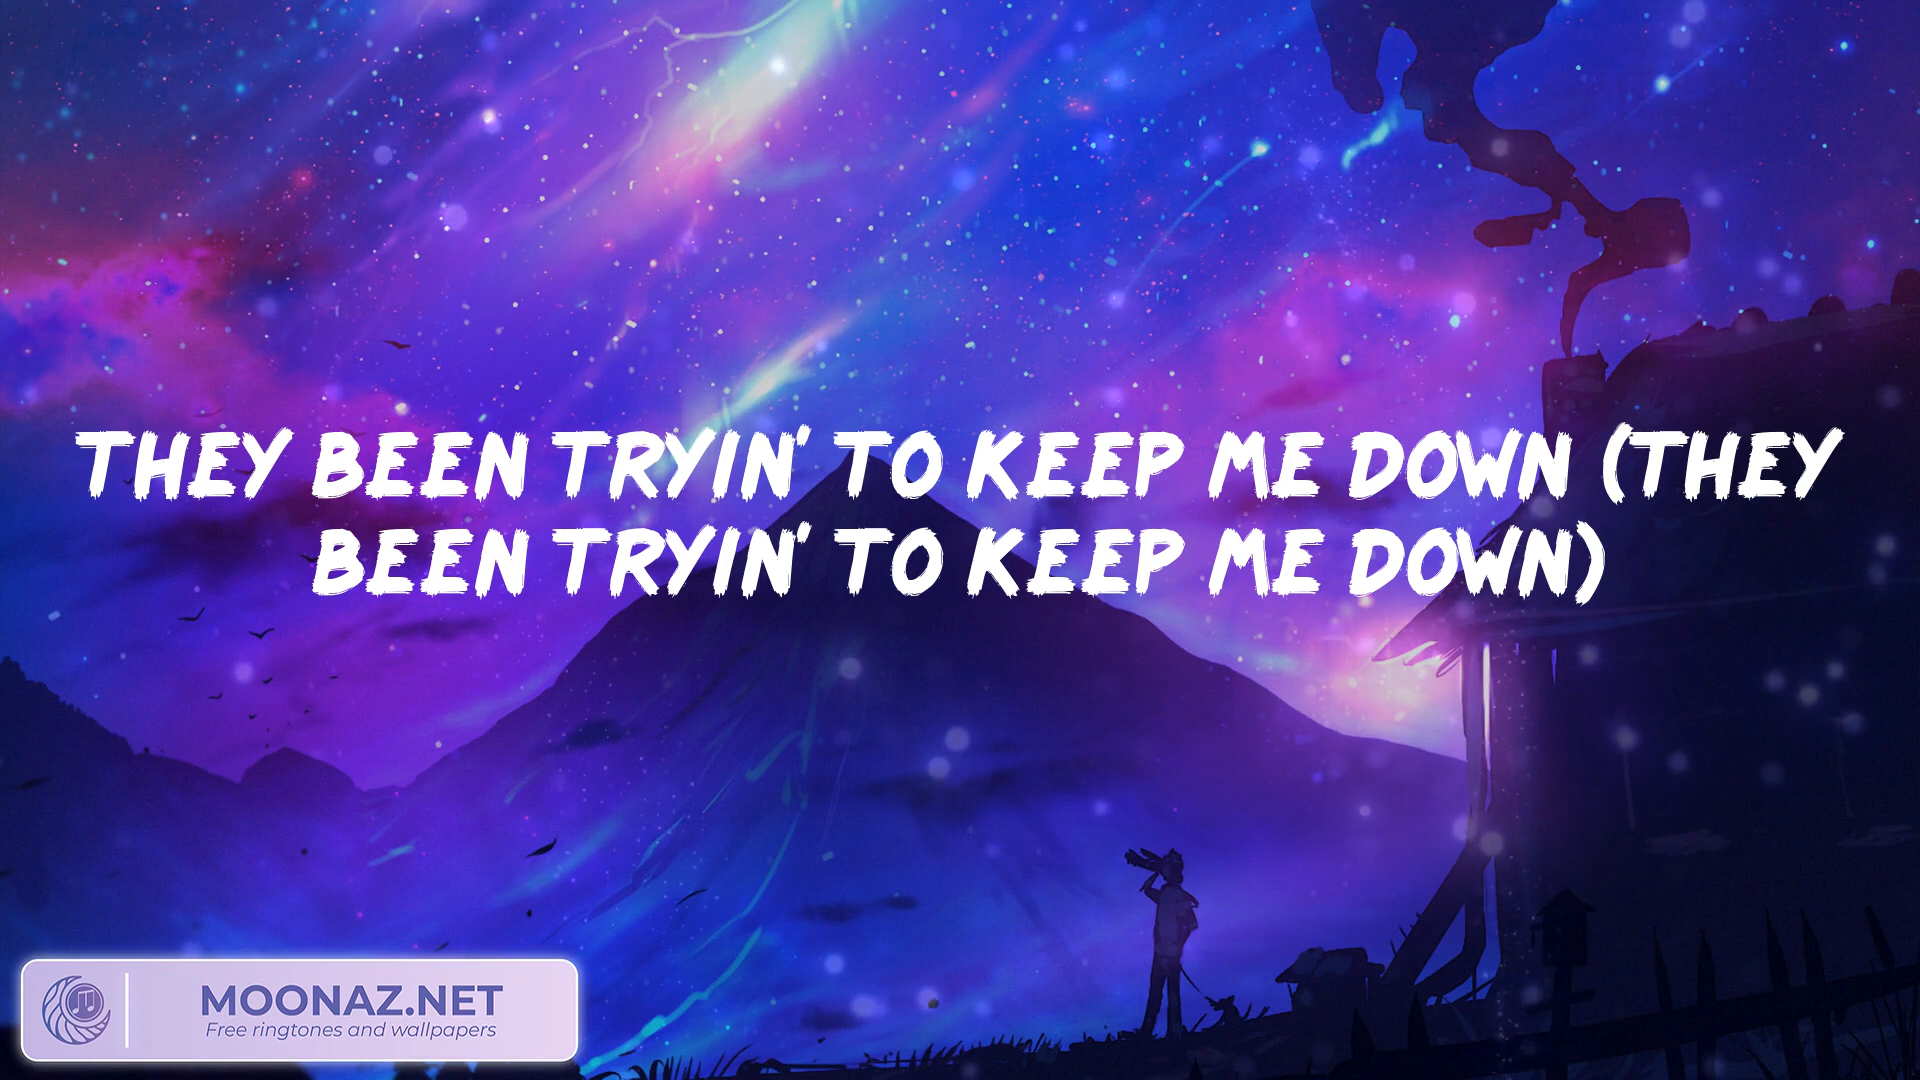 THEY BEEN TRYIN' TO KEEP ME DOWN (THEY
BEEN TRYIN' TO KEEP ME DOWN)
MOONAZ.NET
Free ringtones and wallpapers